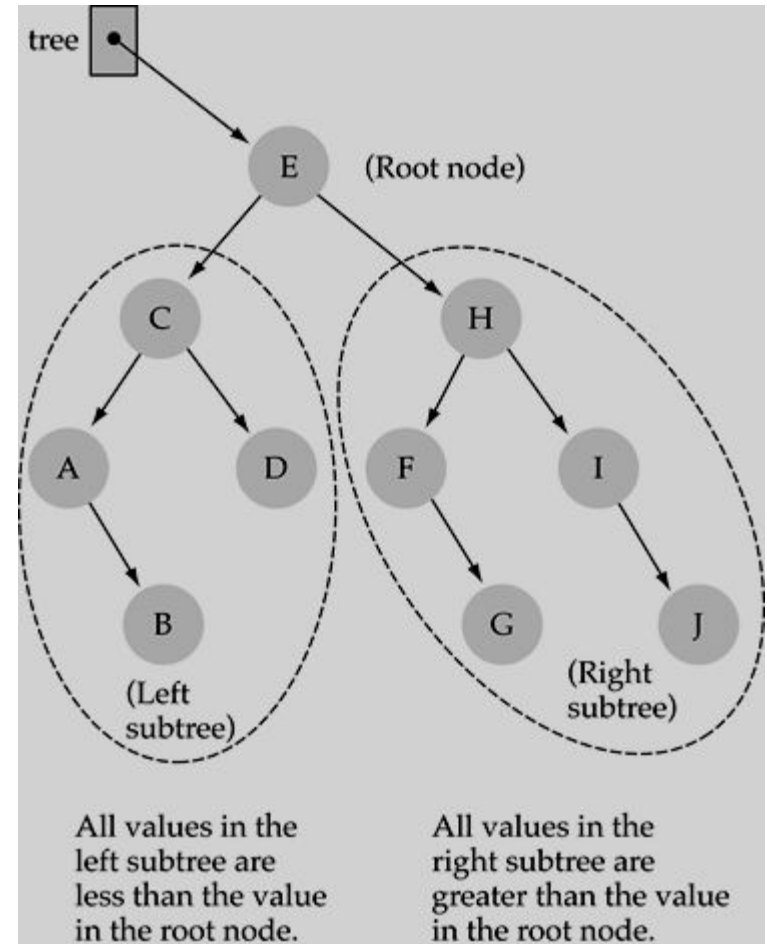 tree
E (Root node)
C H
A D F I
B G J
(Left
subtree)
(Right
subtree)
All values in the
left subtree are
less than the value
in the root node.
All values in the
right subtree are
greater than the value
in the root node.